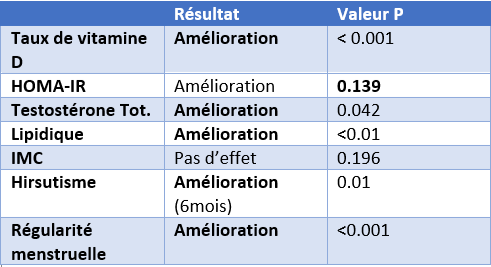 Résultat Valeur P
Taux de vitamine D Amélioration < 0.001
HOMA-IR Amélioration 0.139
Testostérone Tot. Amélioration 0.042
Lipidique Amélioration <0.01
IMC Pas d’effet 0.196
Hirsutisme Amélioration (6mois) 0.01
Régularité menstruelle Amélioration <0.001